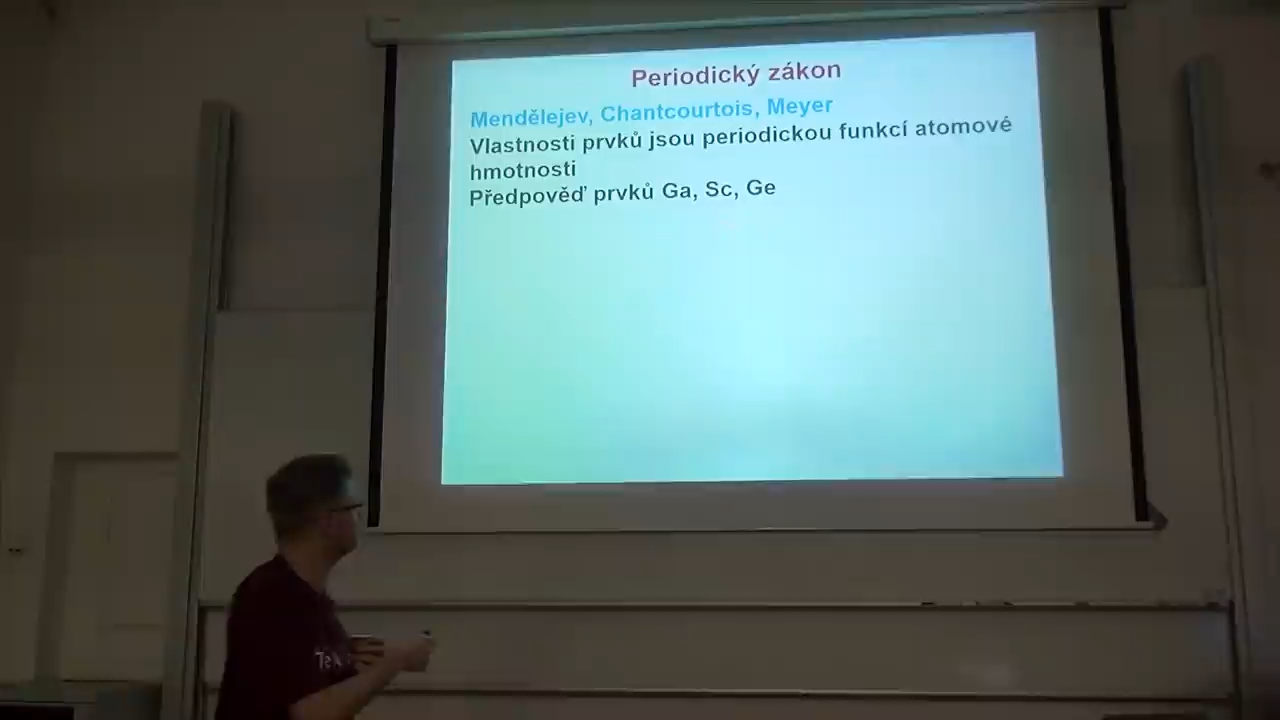 Periodický zákon
Mendělejev, Chantcourtois, Meyer
Vlastnosti prvků jsou periodickou funkcí atomové
hmotnosti
Předpověď prvků Ga, Sc, Ge